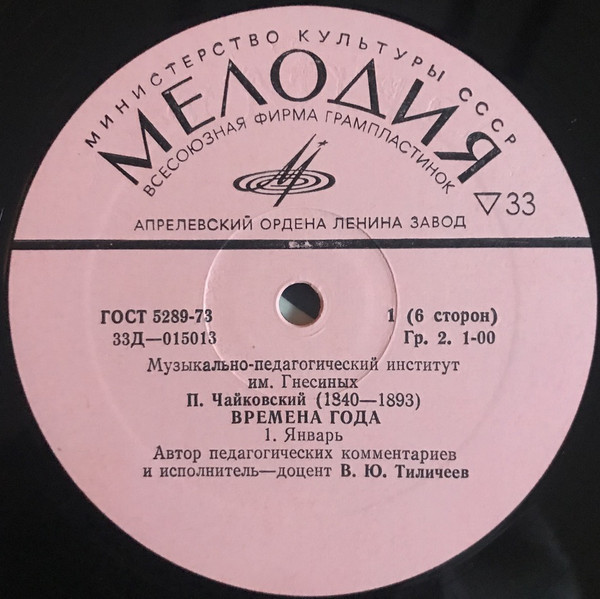 МИНИСТЕРСТВО КУЛЬТУРЫ СССР
МЕЛОДИЯ
ВСЕСОЮЗНАЯ ФИРМА ГРАМПЛАСТИНОК
33
АПРЕЛЕВСКИЙ ОРДЕНА ЛЕНИНА ЗАВОД
ГОСТ 5289-73 1 (6 сторон)
33Д—015013 Гр. 2. 1-00
Музыкально-педагогический институт
им. Гнесиных
П. Чайковский (1840—1893)
ВРЕМЕНА ГОДА
1. Январь
Автор педагогических комментариев
и исполнитель—доцент В. Ю. Тиличеев